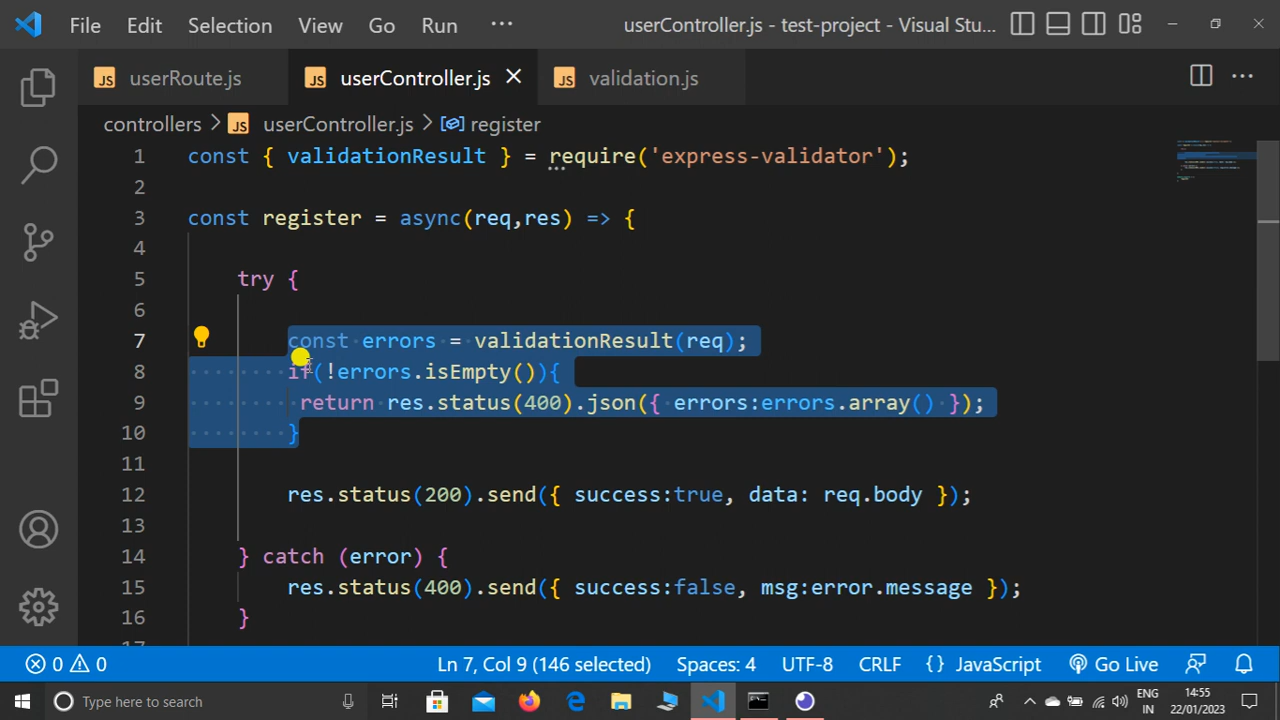 File Edit Selection View Go Run ··· userController.js - test-project - Visual Stu...
JS userRoute.js JS userController.js JS validation.js ···
controllers > JS userController.js > register
1 const { validationResult } = require('express-validator');
2
3 const register = async(req,res) => {
4
5 try {
6
7 const errors = validationResult(req);
8 if(!errors.isEmpty()){
9 return res.status(400).json({ errors:errors.array() });
10 }
11
12 res.status(200).send({ success:true, data: req.body });
13
14 } catch (error) {
15 res.status(400).send({ success:false, msg:error.message });
16 }
0 0 Ln 7, Col 9 (146 selected) Spaces: 4 UTF-8 CRLF {} JavaScript Go Live
Type here to search ENG 14:55
IN 22/01/2023